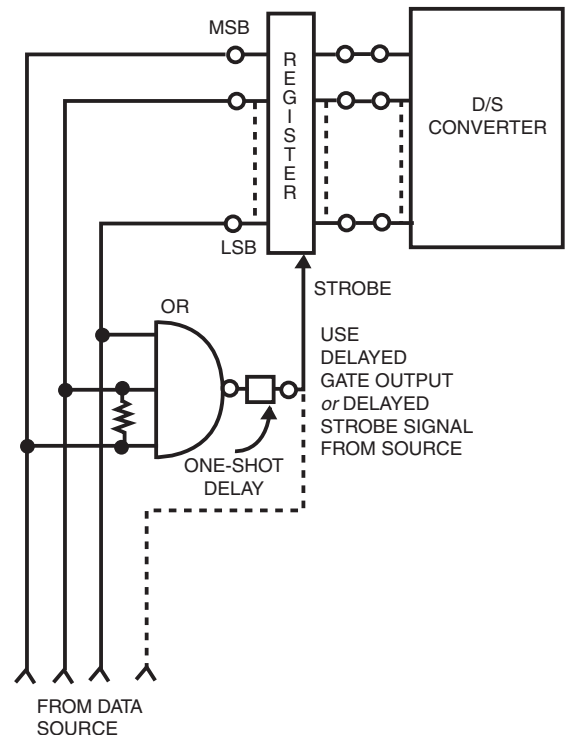 MSB
REGISTER
D/S
CONVERTER
LSB
STROBE
OR
USE
DELAYED
GATE OUTPUT
or DELAYED
STROBE SIGNAL
FROM SOURCE
ONE-SHOT
DELAY
FROM DATA
SOURCE